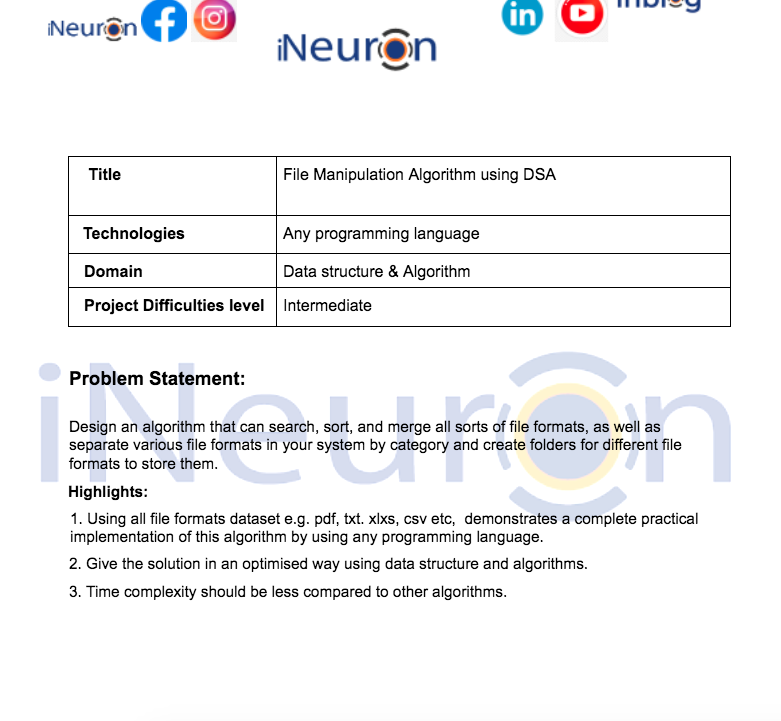 iNeuron
iNeuron
in
Title
File Manipulation Algorithm using DSA
Technologies
Any programming language
Domain
Data structure & Algorithm
Project Difficulties level
Intermediate
iNeuron
Problem Statement:
Design an algorithm that can search, sort, and merge all sorts of file formats, as well as
separate various file formats in your system by category and create folders for different file
formats to store them.
Highlights:
1. Using all file formats dataset e.g. pdf, txt. xlxs, csv etc,  demonstrates a complete practical
implementation of this algorithm by using any programming language.
2. Give the solution in an optimised way using data structure and algorithms.
3. Time complexity should be less compared to other algorithms.